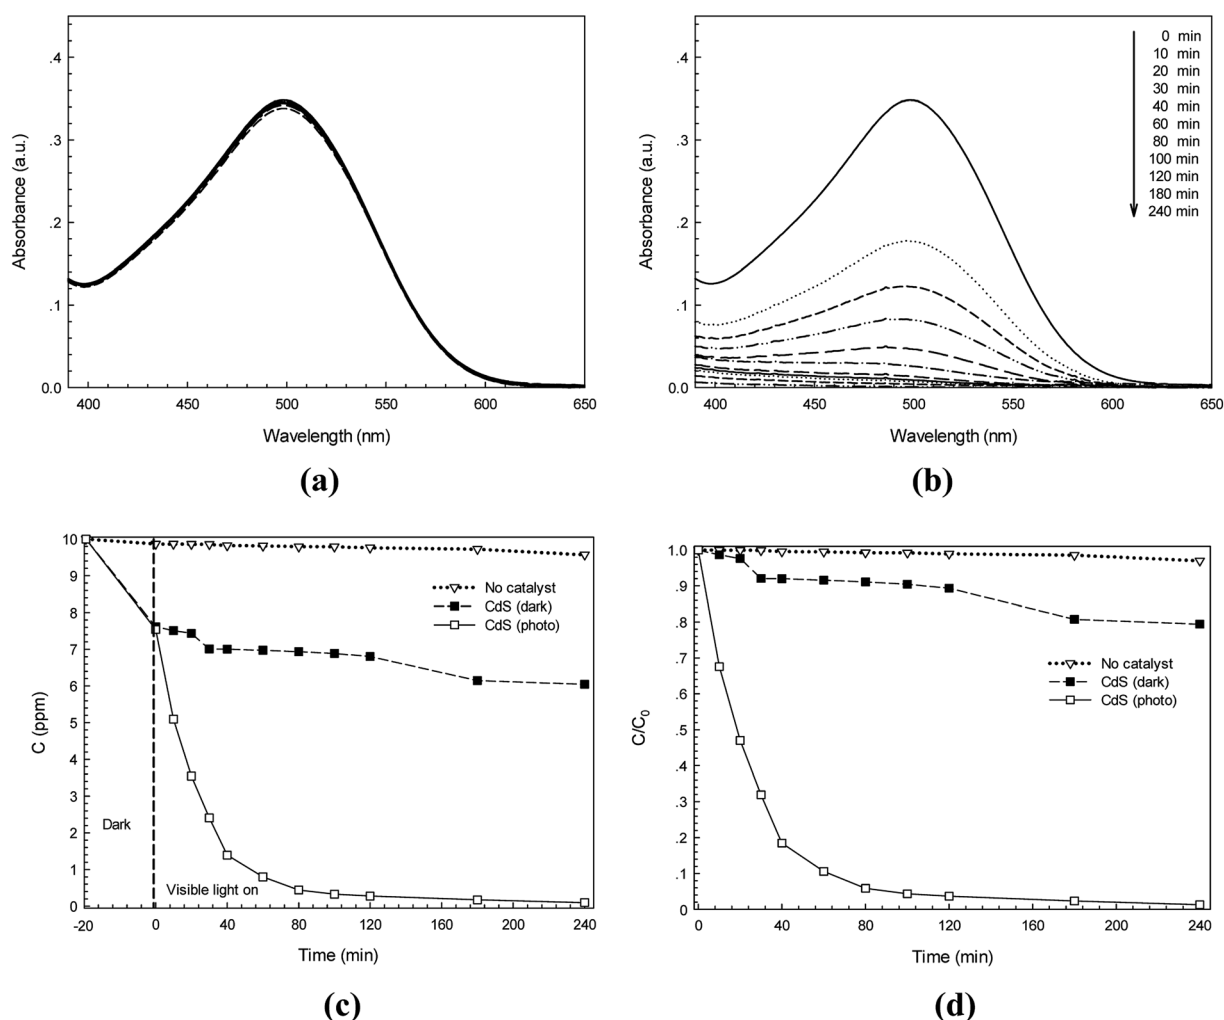 .4
.3
.2
.1
0.0
Absorbance (a.u.)
400 450 500 550 600 650
Wavelength (nm)
(a)
.4
.3
.2
.1
0.0
Absorbance (a.u.)
0 min
10 min
20 min
30 min
40 min
60 min
80 min
100 min
120 min
180 min
240 min
400 450 500 550 600 650
Wavelength (nm)
(b)
10
9
8
7
6
5
4
3
2
1
0
C (ppm)
No catalyst
CdS (dark)
CdS (photo)
Dark
Visible light on
-20 0 40 80 120 160 200 240
Time (min)
(c)
1.0
.9
.8
.7
.6
.5
.4
.3
.2
.1
0
C/C0
No catalyst
CdS (dark)
CdS (photo)
0 40 80 120 160 200 240
Time (min)
(d)